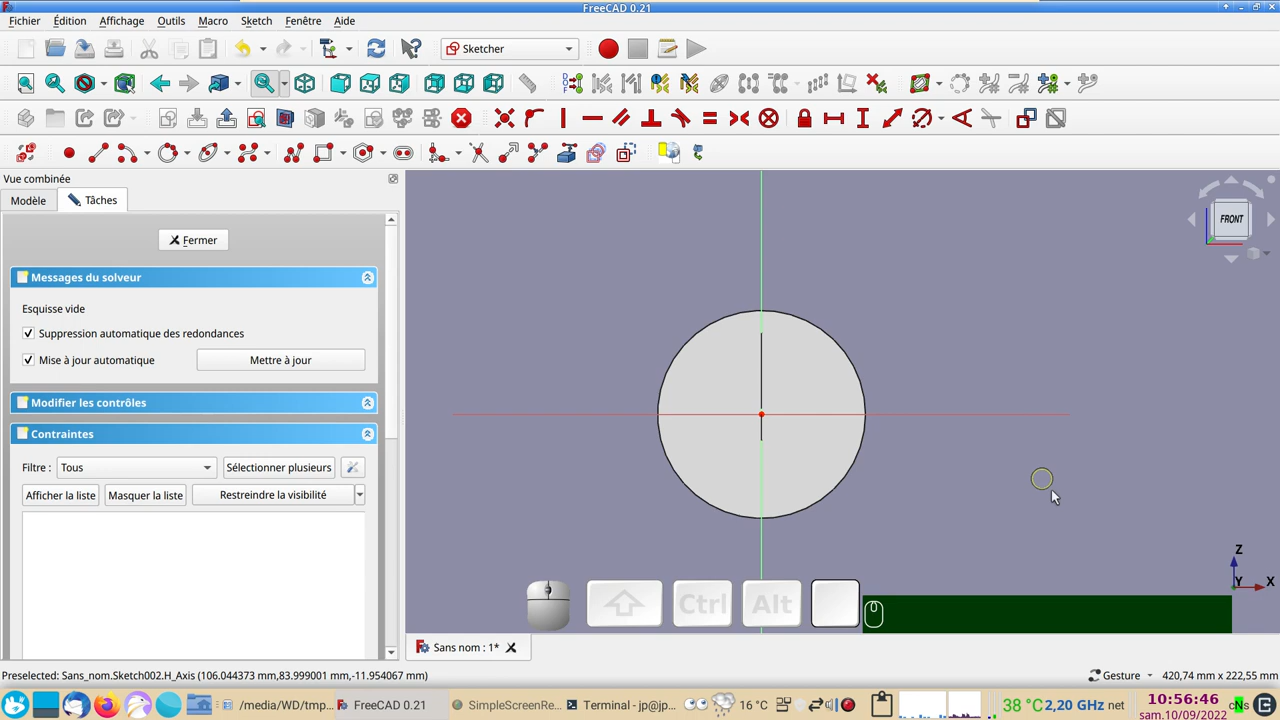 FreeCAD 0.21
Fichier Édition Affichage Outils Macro Sketch Fenêtre Aide
Sketcher
Vue combinée
Modèle Tâches
Fermer
Messages du solveur
Esquisse vide
Suppression automatique des redondances
Mise à jour automatique Mettre à jour
Modifier les contrôles
Contraintes
Filtre : Tous Sélectionner plusieurs
Afficher la liste Masquer la liste Restreindre la visibilité
FRONT
Z
Y X
Ctrl Alt
Sans nom : 1*
Preselected: Sans_nom.Sketch002.H_Axis (106.044373 mm,83.999001 mm,-11.954067 mm) Gesture 420,74 mm x 222,55 mm
/media/WD/tmp... FreeCAD 0.21 SimpleScreenRe... Terminal - jp@jp... 16 °C 38 °C 2,20 GHz net 10:56:46
sam.10/09/2022
cNs